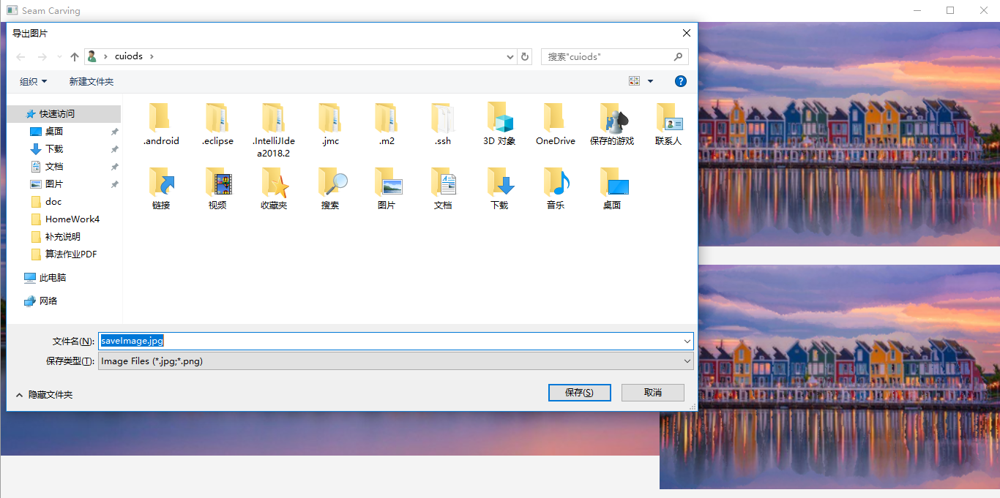 Seam Carving
导出图片
cuiods
搜索"cuiods"
组织
新建文件夹
快速访问
桌面
下载
文档
图片
doc
HomeWork4
补充说明
算法作业PDF
此电脑
网络
.android
.eclipse
.IntelliJIde
a2018.2
.jmc
.m2
.ssh
3D 对象
OneDrive
保存的游戏
联系人
链接
视频
收藏夹
搜索
图片
文档
下载
音乐
桌面
文件名(N): saveImage.jpg
保存类型(T): Image Files (*.jpg;*.png)
隐藏文件夹
保存(S)
取消